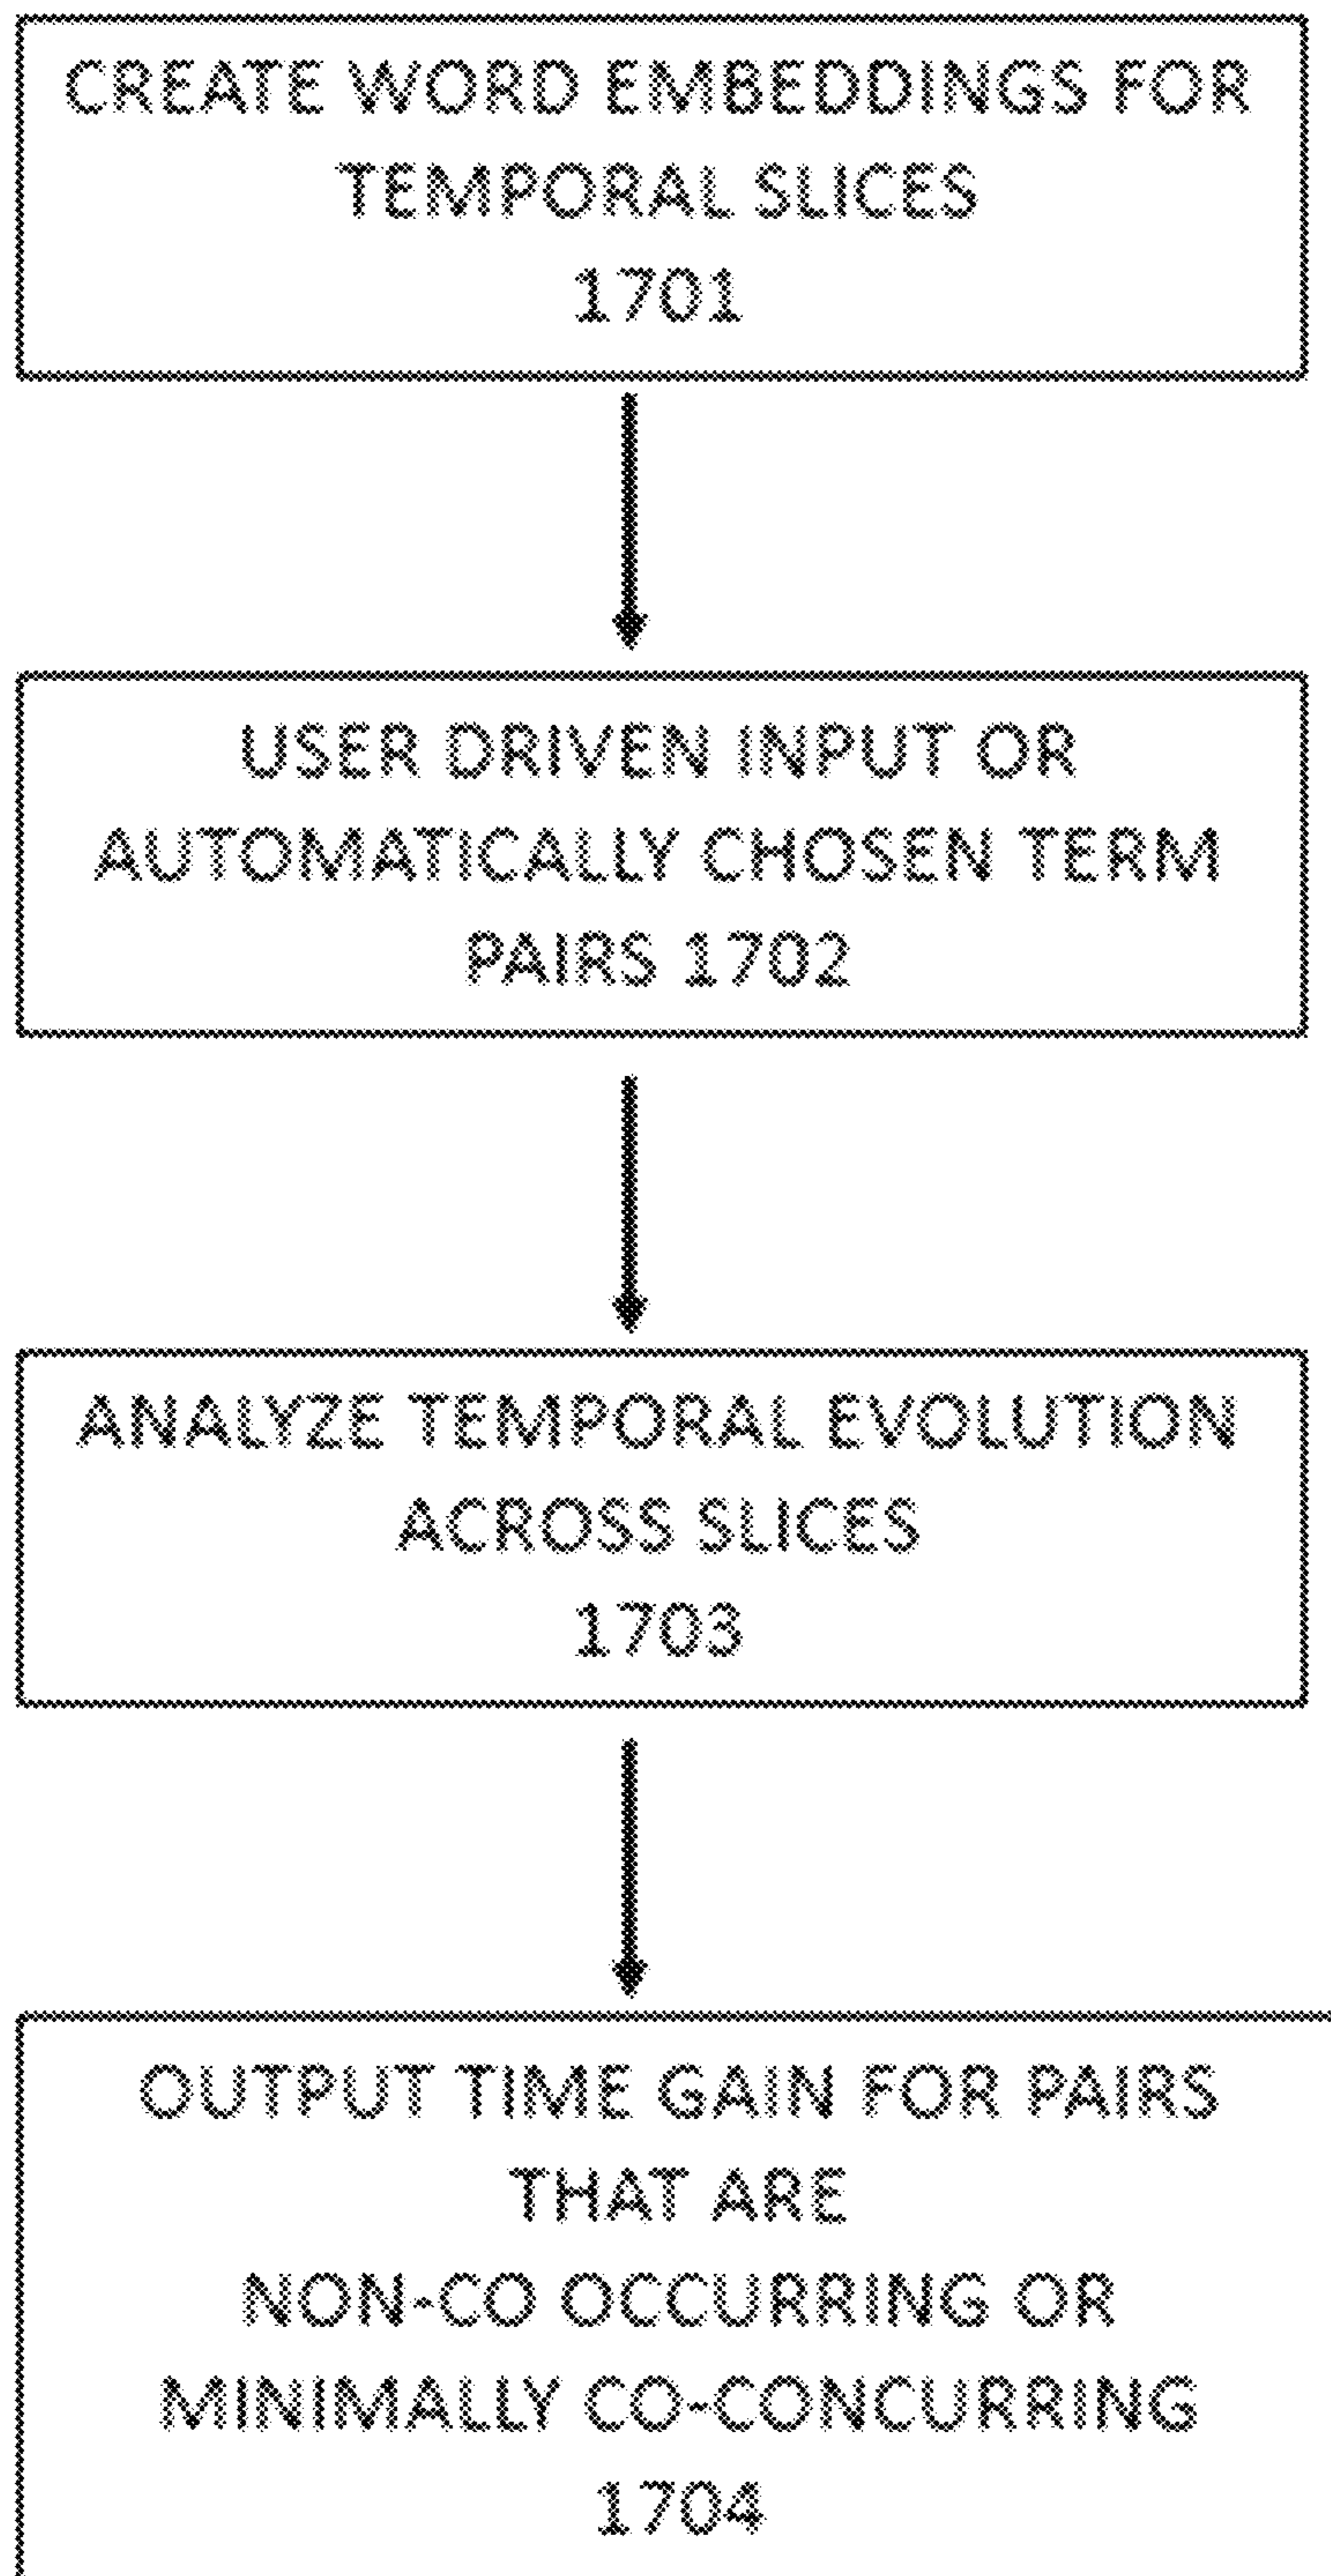 CREATE WORD EMBEDDINGS FOR
TEMPORAL SLICES
1701
USER DRIVEN INPUT OR
AUTOMATICALLY CHOSEN TERM
PAIRS 1702
ANALYZE TEMPORAL EVOLUTION
ACROSS SLICES
1703
OUTPUT TIME GAIN FOR PAIRS
THAT ARE
NON-CO OCCURRING OR
MINIMALLY CO-CONCURRING
1704